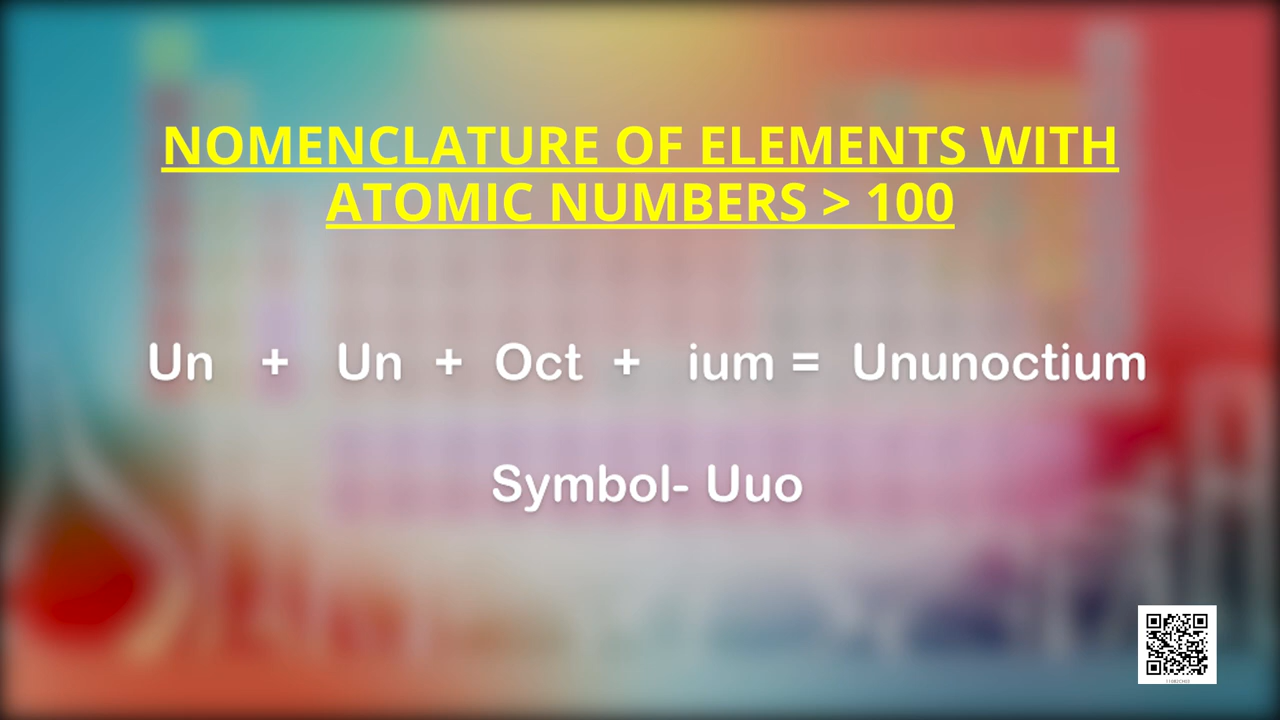 NOMENCLATURE OF ELEMENTS WITH
ATOMIC NUMBERS > 100
Un + Un + Oct + ium = Ununoctium
Symbol- Uuo